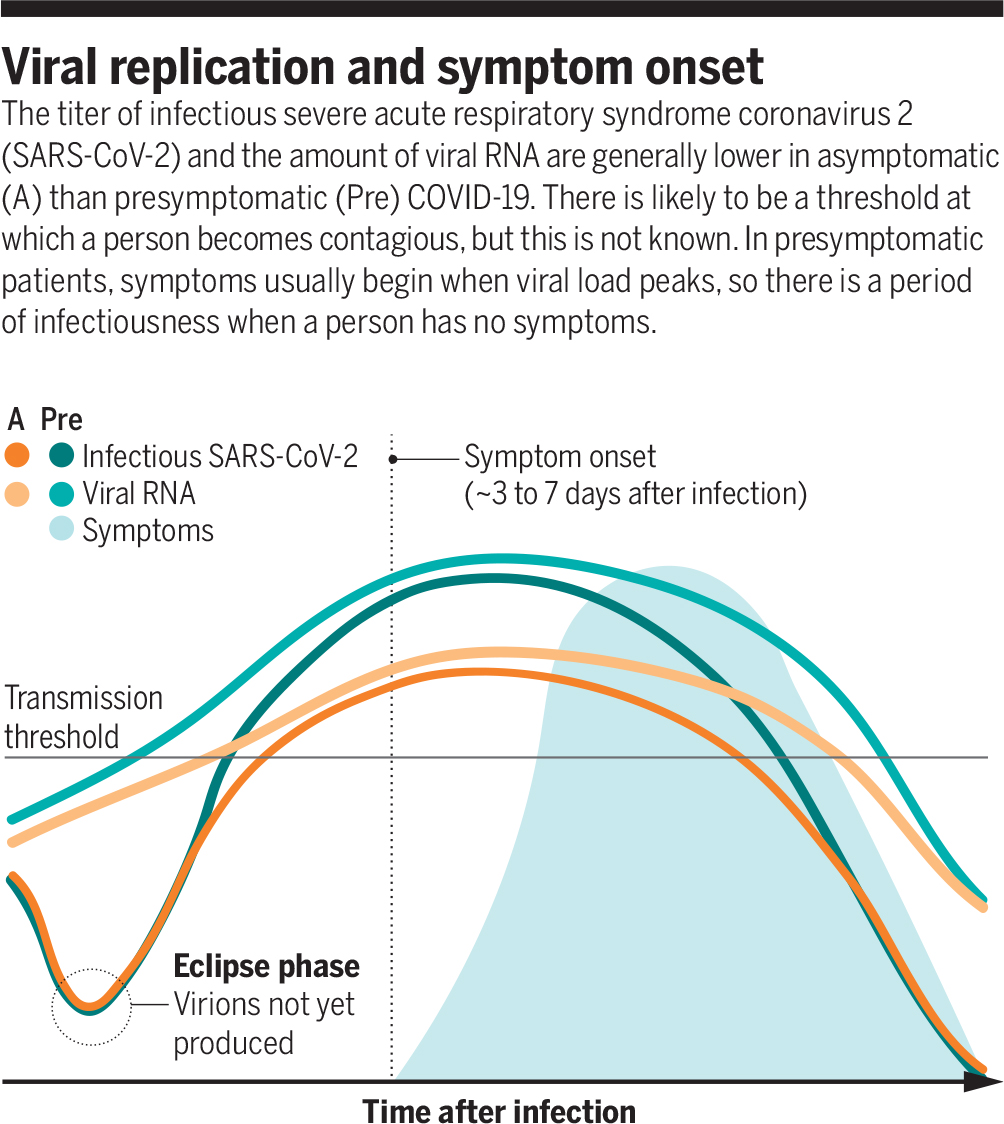 Viral replication and symptom onset
The titer of infectious severe acute respiratory syndrome coronavirus 2
(SARS-CoV-2) and the amount of viral RNA are generally lower in asymptomatic
(A) than presymptomatic (Pre) COVID-19. There is likely to be a threshold at
which a person becomes contagious, but this is not known. In presymptomatic
patients, symptoms usually begin when viral load peaks, so there is a period
of infectiousness when a person has no symptoms.
A Pre
Infectious SARS-CoV-2
Viral RNA
Symptoms
Symptom onset
(~3 to 7 days after infection)
Transmission
threshold
Eclipse phase
Virions not yet
produced
Time after infection